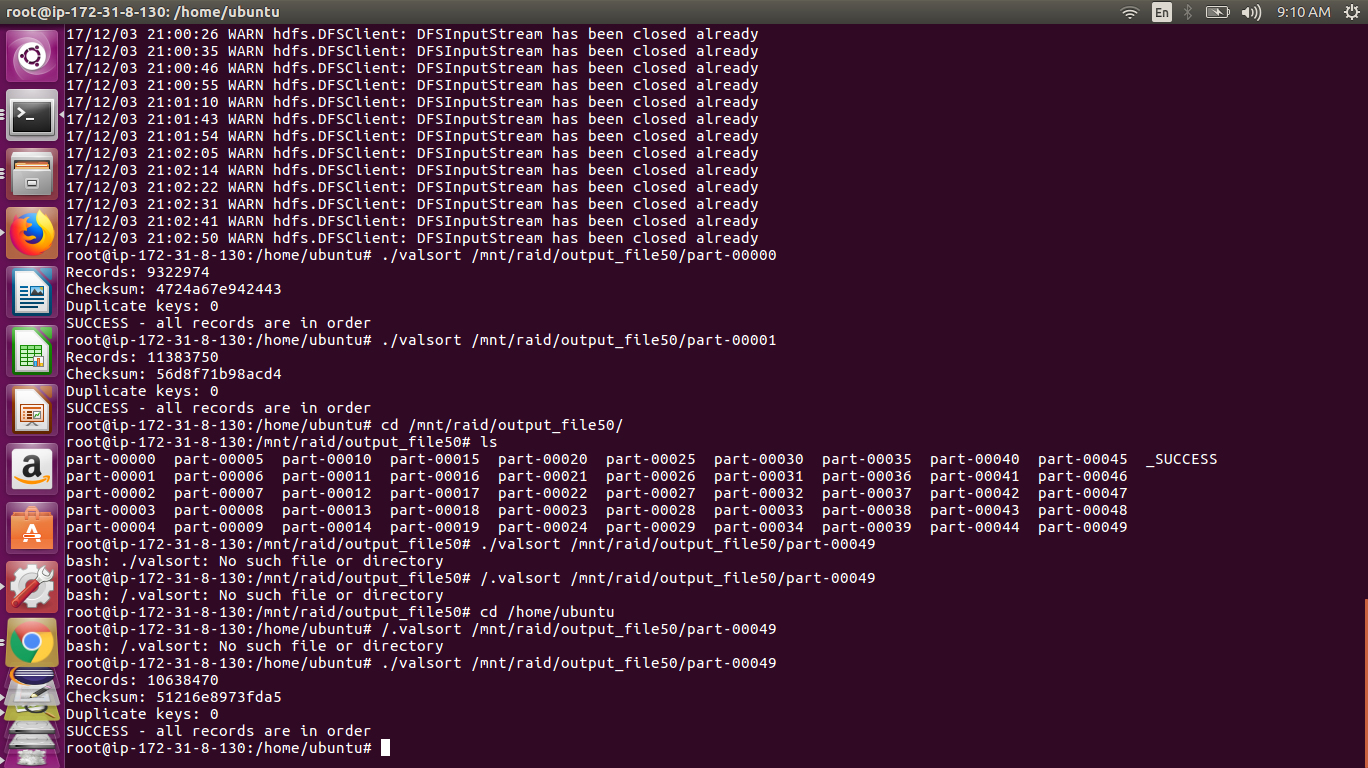 root@ip-172-31-8-130: /home/ubuntu
En
9:10 AM
17/12/03 21:00:26 WARN hdfs.DFSClient: DFSInputStream has been closed already
17/12/03 21:00:35 WARN hdfs.DFSClient: DFSInputStream has been closed already
17/12/03 21:00:46 WARN hdfs.DFSClient: DFSInputStream has been closed already
17/12/03 21:00:55 WARN hdfs.DFSClient: DFSInputStream has been closed already
17/12/03 21:01:10 WARN hdfs.DFSClient: DFSInputStream has been closed already
17/12/03 21:01:43 WARN hdfs.DFSClient: DFSInputStream has been closed already
17/12/03 21:01:54 WARN hdfs.DFSClient: DFSInputStream has been closed already
17/12/03 21:02:05 WARN hdfs.DFSClient: DFSInputStream has been closed already
17/12/03 21:02:14 WARN hdfs.DFSClient: DFSInputStream has been closed already
17/12/03 21:02:22 WARN hdfs.DFSClient: DFSInputStream has been closed already
17/12/03 21:02:31 WARN hdfs.DFSClient: DFSInputStream has been closed already
17/12/03 21:02:41 WARN hdfs.DFSClient: DFSInputStream has been closed already
17/12/03 21:02:50 WARN hdfs.DFSClient: DFSInputStream has been closed already
root@ip-172-31-8-130:/home/ubuntu# ./valsort /mnt/raid/output_file50/part-00000
Records: 9322974
Checksum: 4724a67e942443
Duplicate keys: 0
SUCCESS - all records are in order
root@ip-172-31-8-130:/home/ubuntu# ./valsort /mnt/raid/output_file50/part-00001
Records: 11383750
Checksum: 56d8f71b98acd4
Duplicate keys: 0
SUCCESS - all records are in order
root@ip-172-31-8-130:/home/ubuntu# cd /mnt/raid/output_file50/
root@ip-172-31-8-130:/mnt/raid/output_file50# ls
part-00000  part-00005  part-00010  part-00015  part-00020  part-00025  part-00030  part-00035  part-00040  part-00045  _SUCCESS
part-00001  part-00006  part-00011  part-00016  part-00021  part-00026  part-00031  part-00036  part-00041  part-00046
part-00002  part-00007  part-00012  part-00017  part-00022  part-00027  part-00032  part-00037  part-00042  part-00047
part-00003  part-00008  part-00013  part-00018  part-00023  part-00028  part-00033  part-00038  part-00043  part-00048
part-00004  part-00009  part-00014  part-00019  part-00024  part-00029  part-00034  part-00039  part-00044  part-00049
root@ip-172-31-8-130:/mnt/raid/output_file50# ./valsort /mnt/raid/output_file50/part-00049
bash: ./valsort: No such file or directory
root@ip-172-31-8-130:/mnt/raid/output_file50# /.valsort /mnt/raid/output_file50/part-00049
bash: /.valsort: No such file or directory
root@ip-172-31-8-130:/mnt/raid/output_file50# cd /home/ubuntu
root@ip-172-31-8-130:/home/ubuntu# /.valsort /mnt/raid/output_file50/part-00049
bash: /.valsort: No such file or directory
root@ip-172-31-8-130:/home/ubuntu# ./valsort /mnt/raid/output_file50/part-00049
Records: 10638470
Checksum: 51216e8973fda5
Duplicate keys: 0
SUCCESS - all records are in order
root@ip-172-31-8-130:/home/ubuntu#